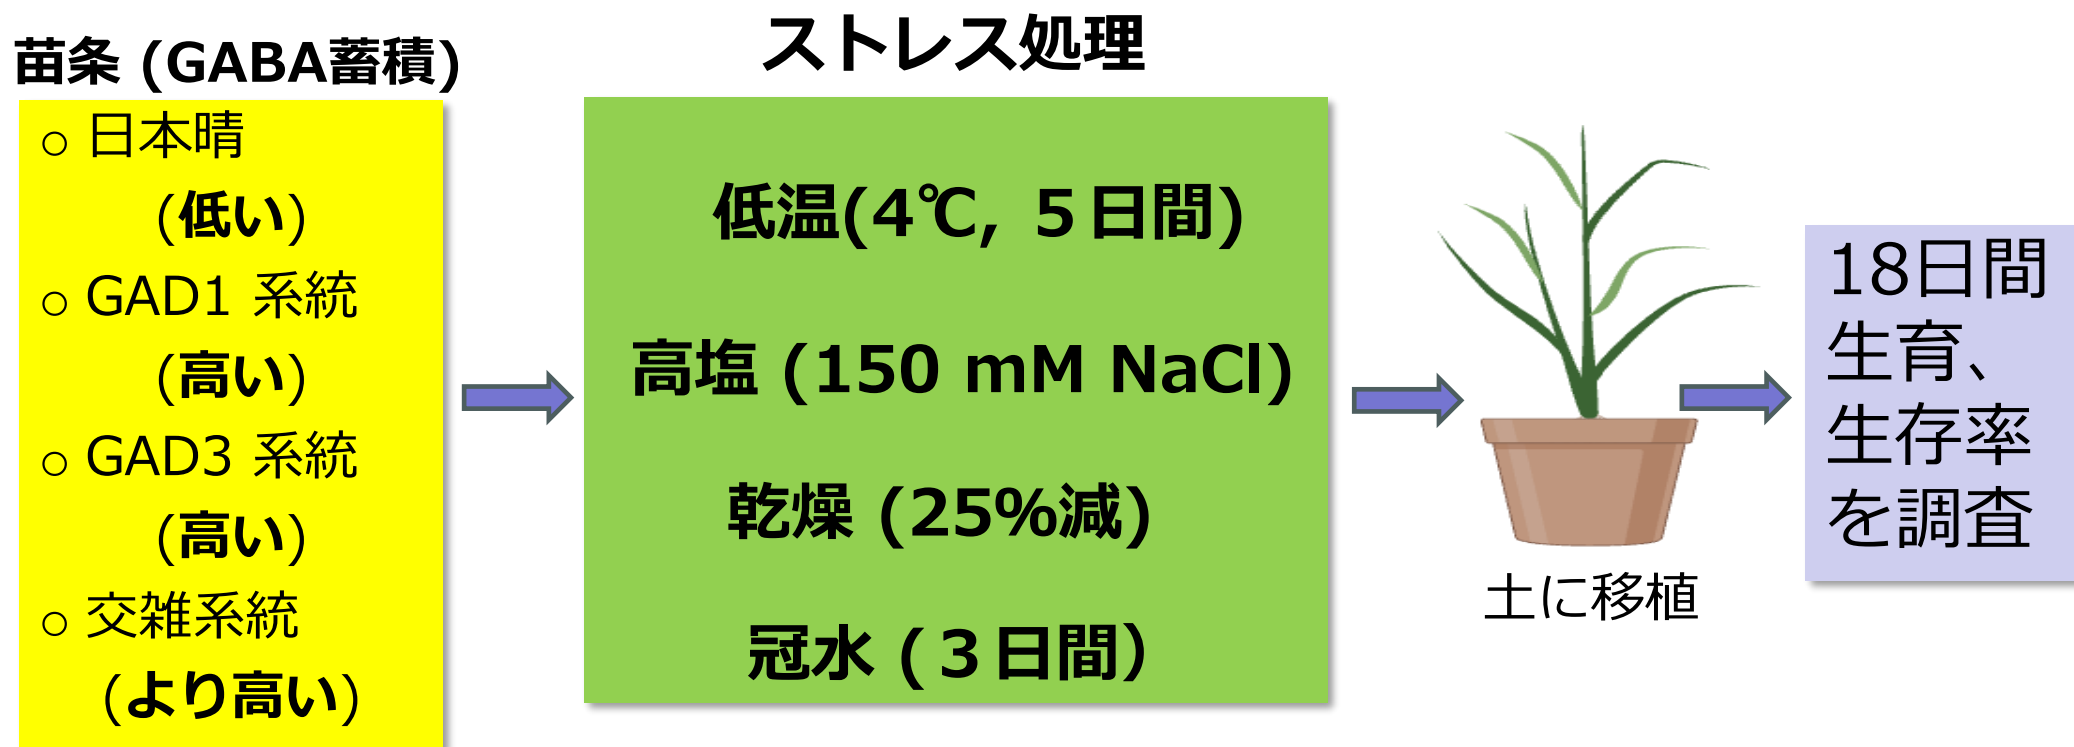 苗条 (GABA蓄積)
○ 日本晴
(低い)
○ GAD1 系統
(高い)
○ GAD3 系統
(高い)
○ 交雑系統
(より高い)
ストレス処理
低温(4℃, 5日間)
高塩 (150 mM NaCl)
乾燥 (25%減)
冠水 (3日間)
土に移植
18日間
生育、
生存率
を調査